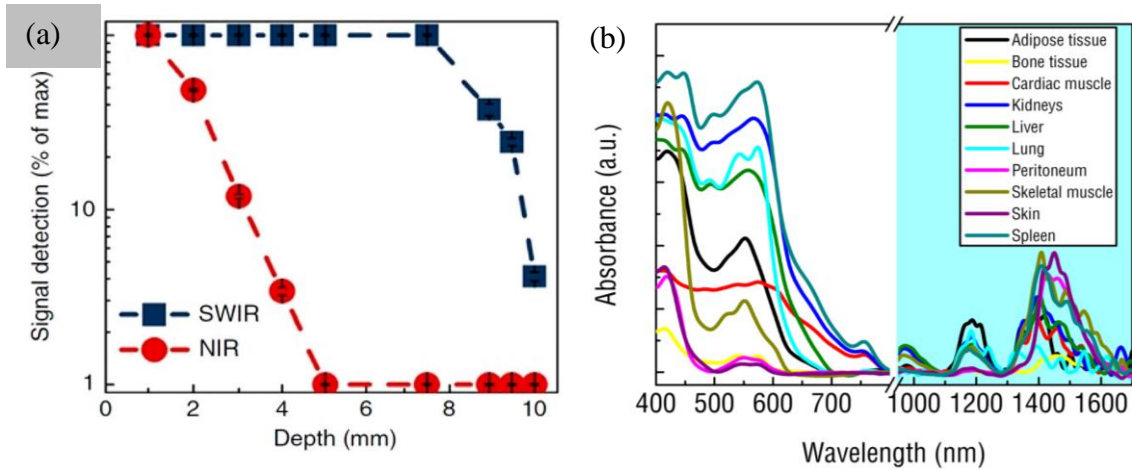 (a)
Signal detection (% of max)
10
1
SWIR
NIR
0 2 4 6 8 10
Depth (mm)
(b)
Absorbance (a.u.)
Adipose tissue
Bone tissue
Cardiac muscle
Kidneys
Liver
Lung
Peritoneum
Skeletal muscle
Skin
Spleen
400 500 600 700 1000 1200 1400 1600
Wavelength (nm)